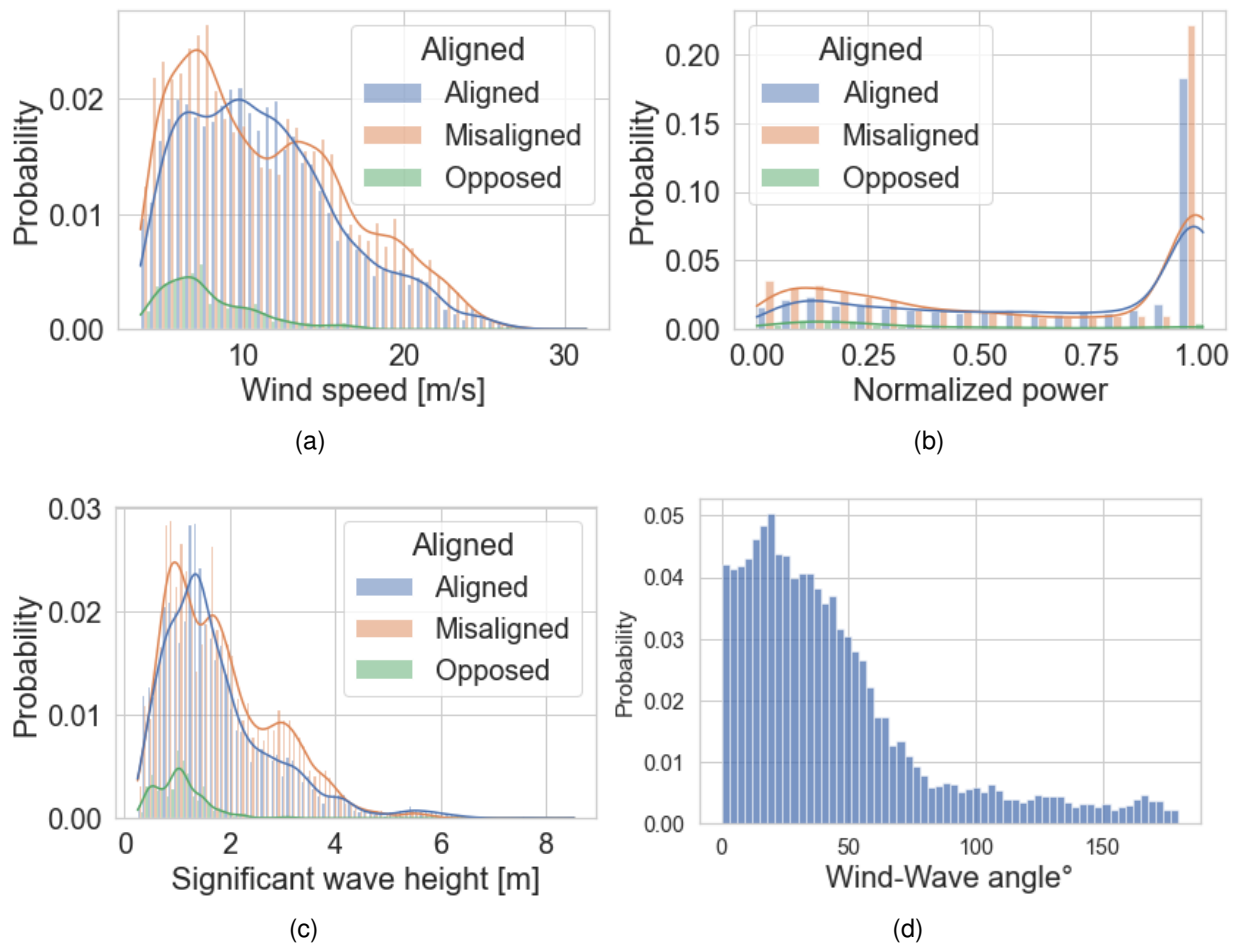 Probability
0.02
0.01
0.00
10
20
30
Wind speed [m/s]
Aligned
Aligned
Misaligned
Opposed
(a)
Probability
0.20
0.15
0.10
0.05
0.00
0.00
0.25
0.50
0.75
1.00
Normalized power
Aligned
Aligned
Misaligned
Opposed
(b)
Probability
0.03
0.02
0.01
0.00
0
2
4
6
8
Significant wave height [m]
Aligned
Aligned
Misaligned
Opposed
(c)
Probability
0.05
0.04
0.03
0.02
0.01
0.00
0
50
100
150
Wind-Wave angle°
(d)